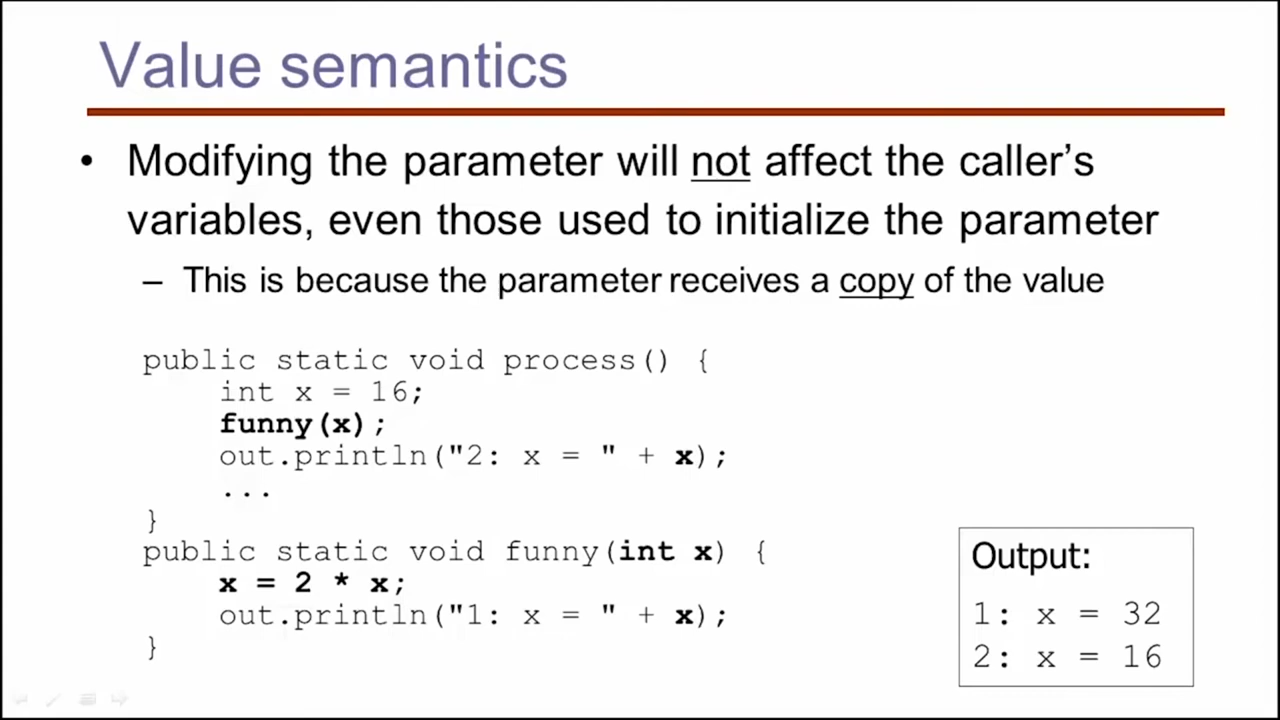 Value semantics
• Modifying the parameter will not affect the caller’s
variables, even those used to initialize the parameter
– This is because the parameter receives a copy of the value
public static void process() {
int x = 16;
funny(x);
out.println("2: x = " + x);
...
}
public static void funny(int x) {
x = 2 * x;
out.println("1: x = " + x);
}
Output:
1: x = 32
2: x = 16